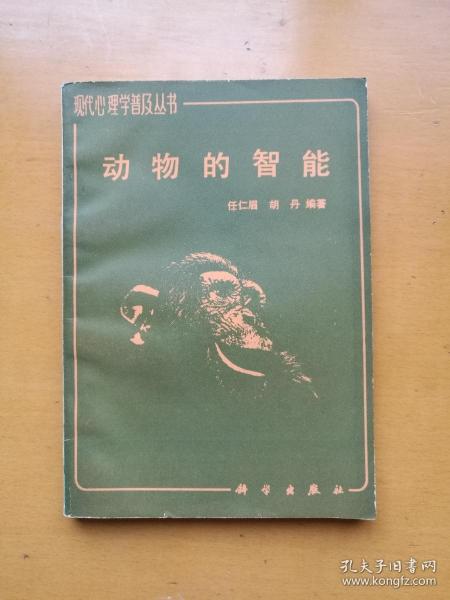 现代心理学普及丛书
动物的智能
任仁眉 胡丹 编著
科学出版社
孔夫子旧书网
www.kongfz.com